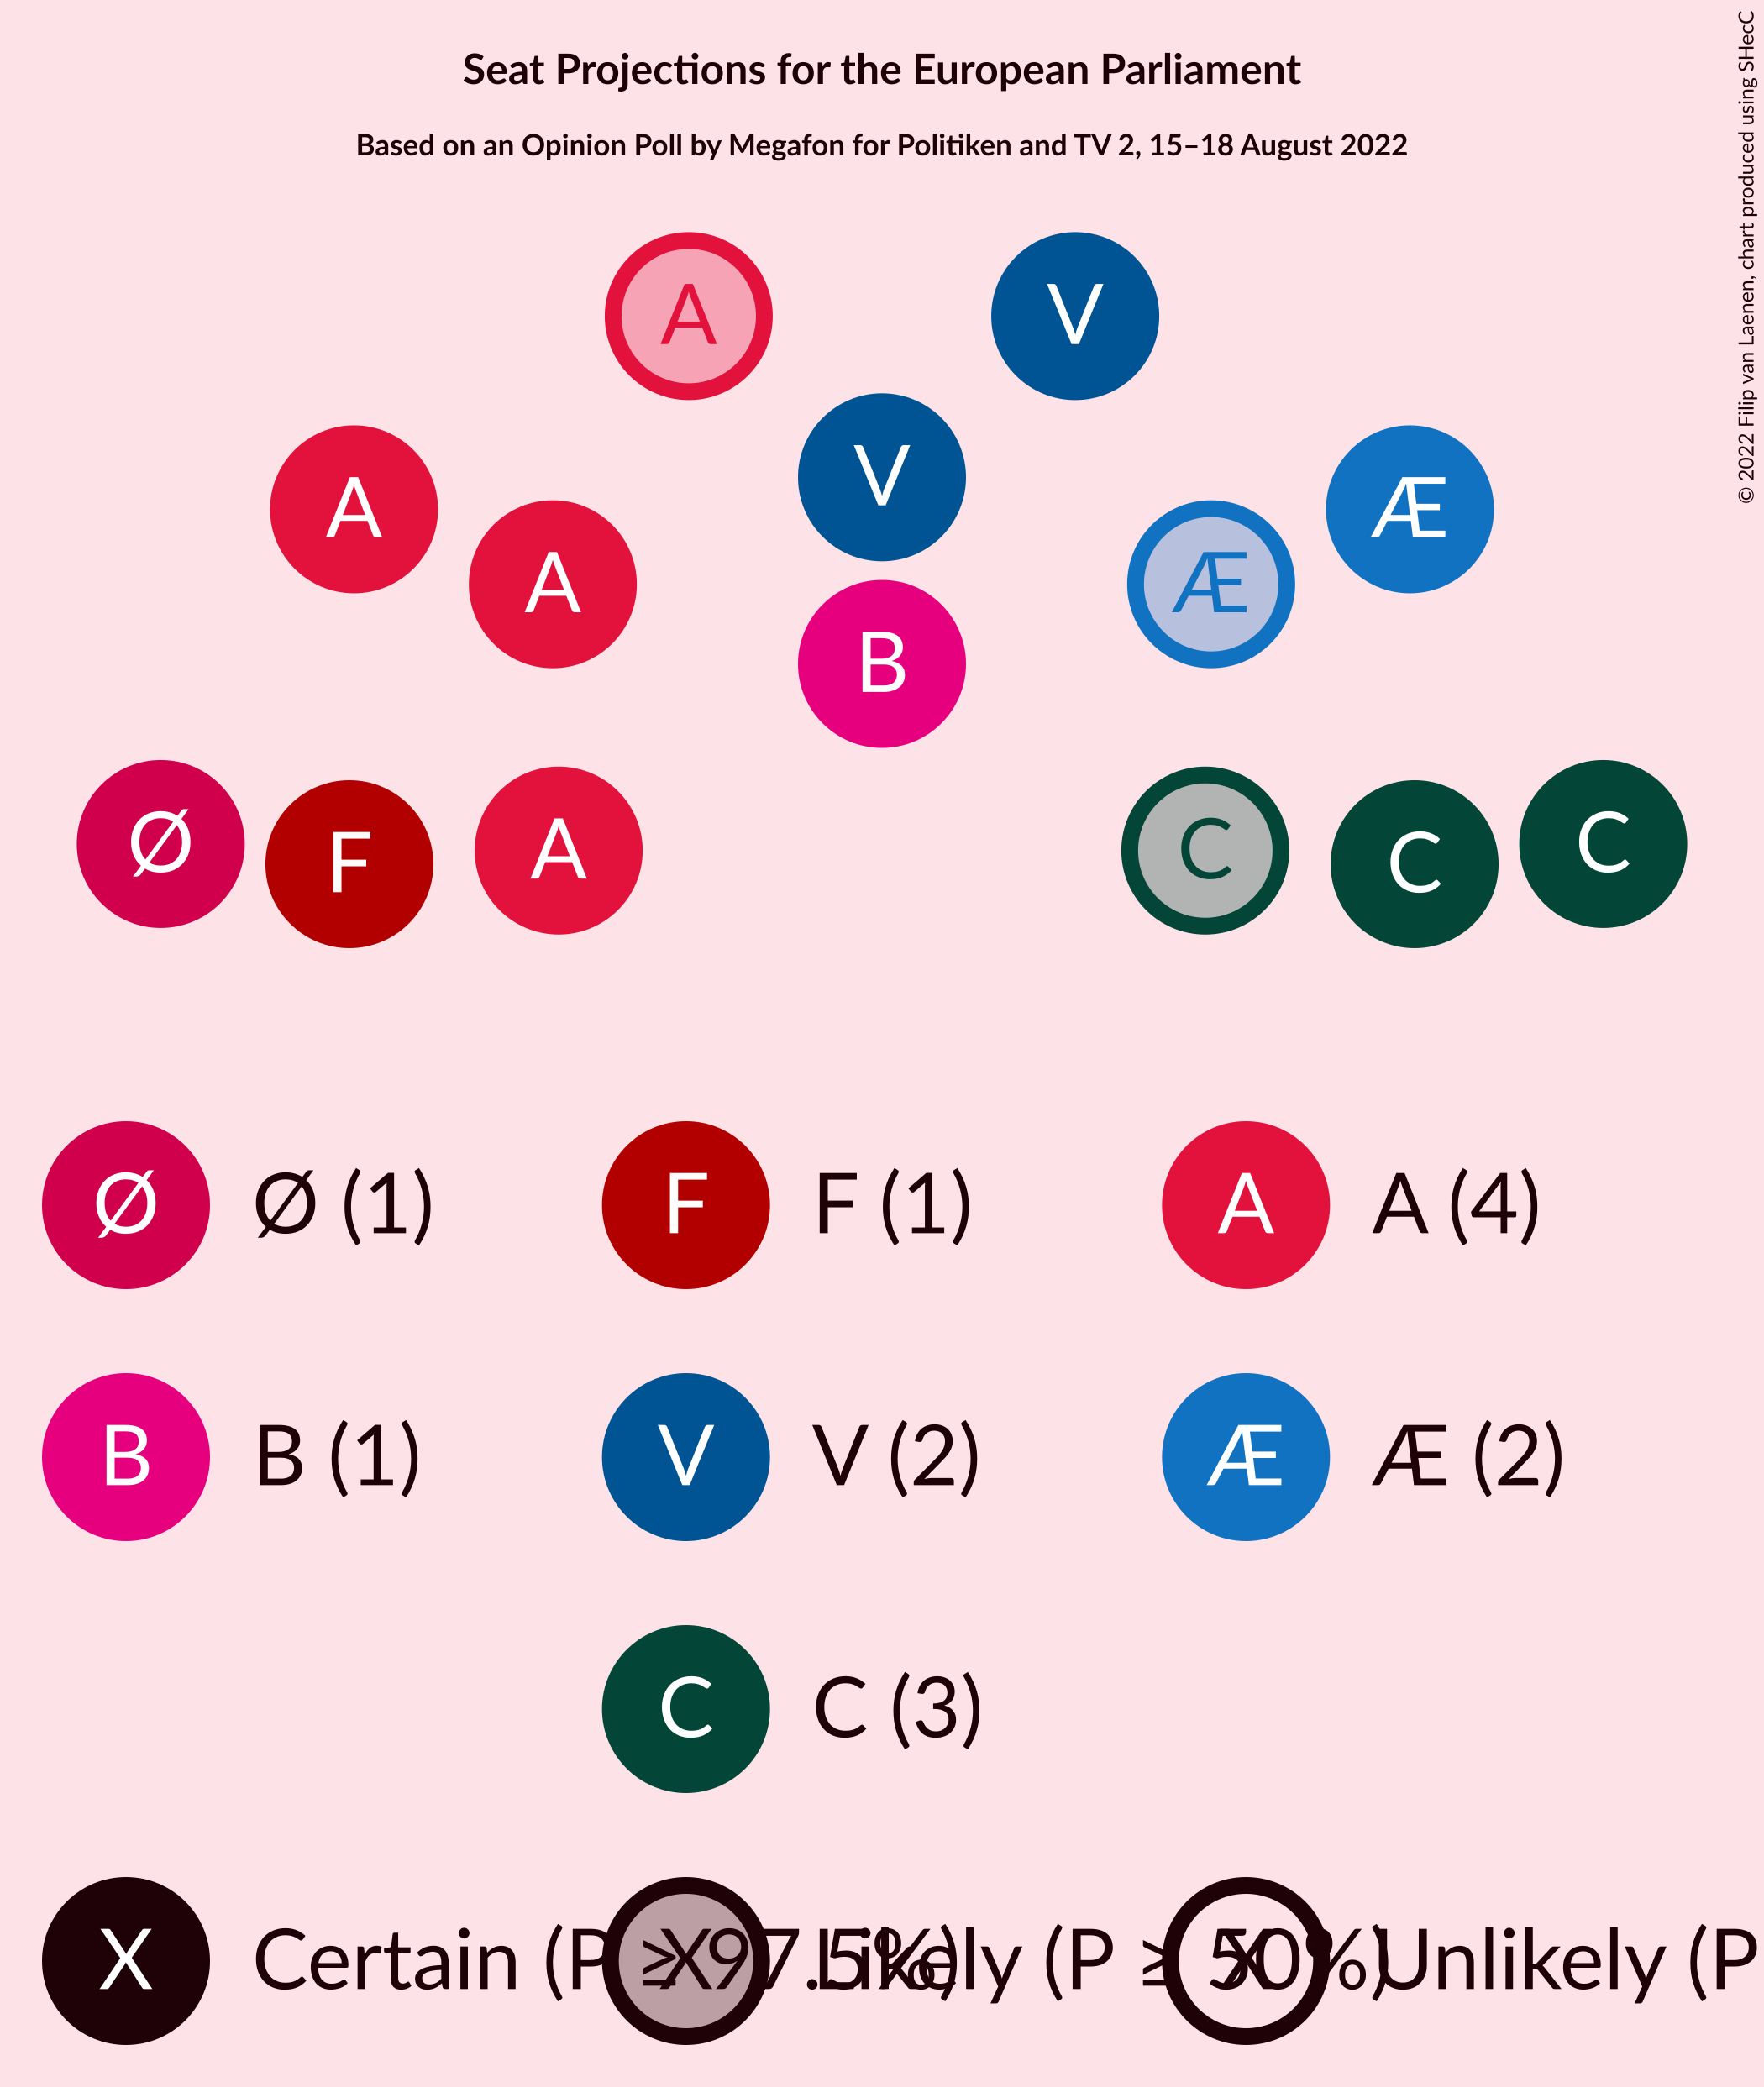 Seat Projections for the European Parliament
Based on an Opinion Poll by Megafon for Politiken and TV 2, 15–18 August 2022
© 2022 Filip van Laenen, chart produced using SHecC
A V
V
A Æ
A Æ
B
Ø F A C C C
Ø Ø (1) F F (1) A A (4)
B B (1) V V (2) Æ Æ (2)
C C (3)
X Certain (P ≥ 97.5%) X Likely (P ≥ 50%) X Unlikely (P